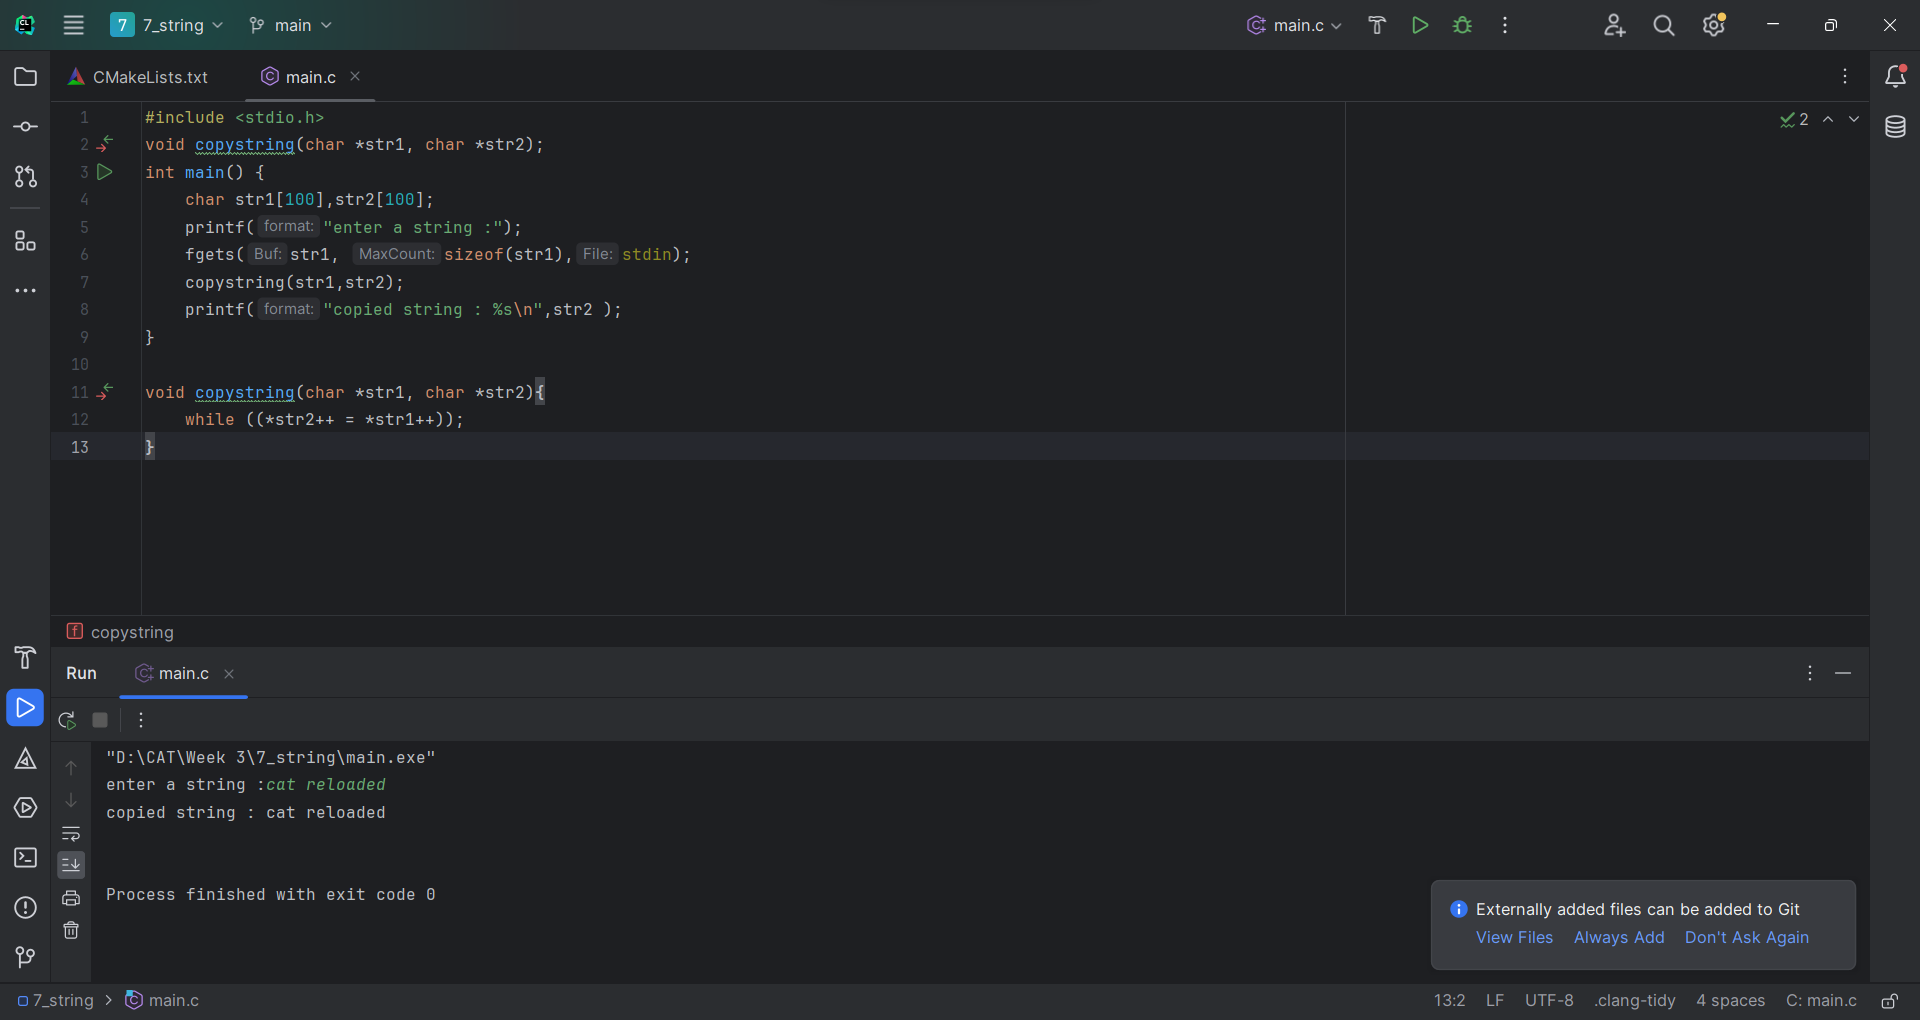 7 7_string main main.c
CMakeLists.txt main.c
2
1 #include <stdio.h>
2 void copystring(char *str1, char *str2);
3 int main() {
4 char str1[100],str2[100];
5 printf( format: "enter a string :");
6 fgets( Buf: str1, MaxCount: sizeof(str1), File: stdin);
7 copystring(str1,str2);
8 printf( format: "copied string : %s\n",str2 );
9 }
10
11 void copystring(char *str1, char *str2){
12 while ((*str2++ = *str1++));
13 }
f copystring
Run main.c
"D:\CAT\Week 3\7_string\main.exe"
enter a string :cat reloaded
copied string : cat reloaded
Process finished with exit code 0
Externally added files can be added to Git
View Files Always Add Don't Ask Again
7_string > main.c 13:2 LF UTF-8 .clang-tidy 4 spaces C: main.c